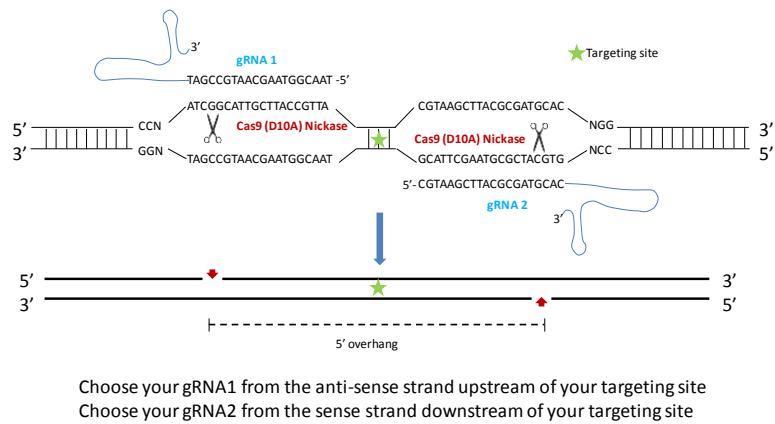 3’
gRNA 1
Targeting site
TAGCCGTAACGAATGGCAAT -5’
ATCGGCATTGCTTACCGTTA
CGTAAGCTTACGCGATGCAC
5’ CCN Cas9 (D10A) Nickase NGG 3’
Cas9 (D10A) Nickase
3’ GGN TAGCCGTAACGAATGGCAAT GCATTCGAATGCGCTACGTG NCC 5’
5’- CGTAAGCTTACGCGATGCAC
gRNA 2
3’
5’ 3’
3’ 5’
5’ overhang
Choose your gRNA1 from the anti-sense strand upstream of your targeting site
Choose your gRNA2 from the sense strand downstream of your targeting site